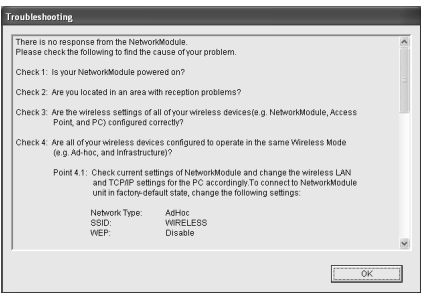 Troubleshooting
There is no response from the NetworkModule.
Please check the following to find the cause of your problem.
Check 1: Is your NetworkModule powered on?
Check 2: Are you located in an area with reception problems?
Check 3: Are the wireless settings of all of your wireless devices(e.g. NetworkModule, Access
Point, and PC) configured correctly?
Check 4: Are all of your wireless devices configured to operate in the same Wireless Mode
(e.g. Ad-hoc, and Infrastructure)?
Point 4.1: Check current settings of NetworkModule and change the wireless LAN
and TCP/IP settings for the PC accordingly.To connect to NetworkModule
unit in factory-default state, change the following settings:
Network Type: AdHoc
SSID: WIRELESS
WEP: Disable
OK